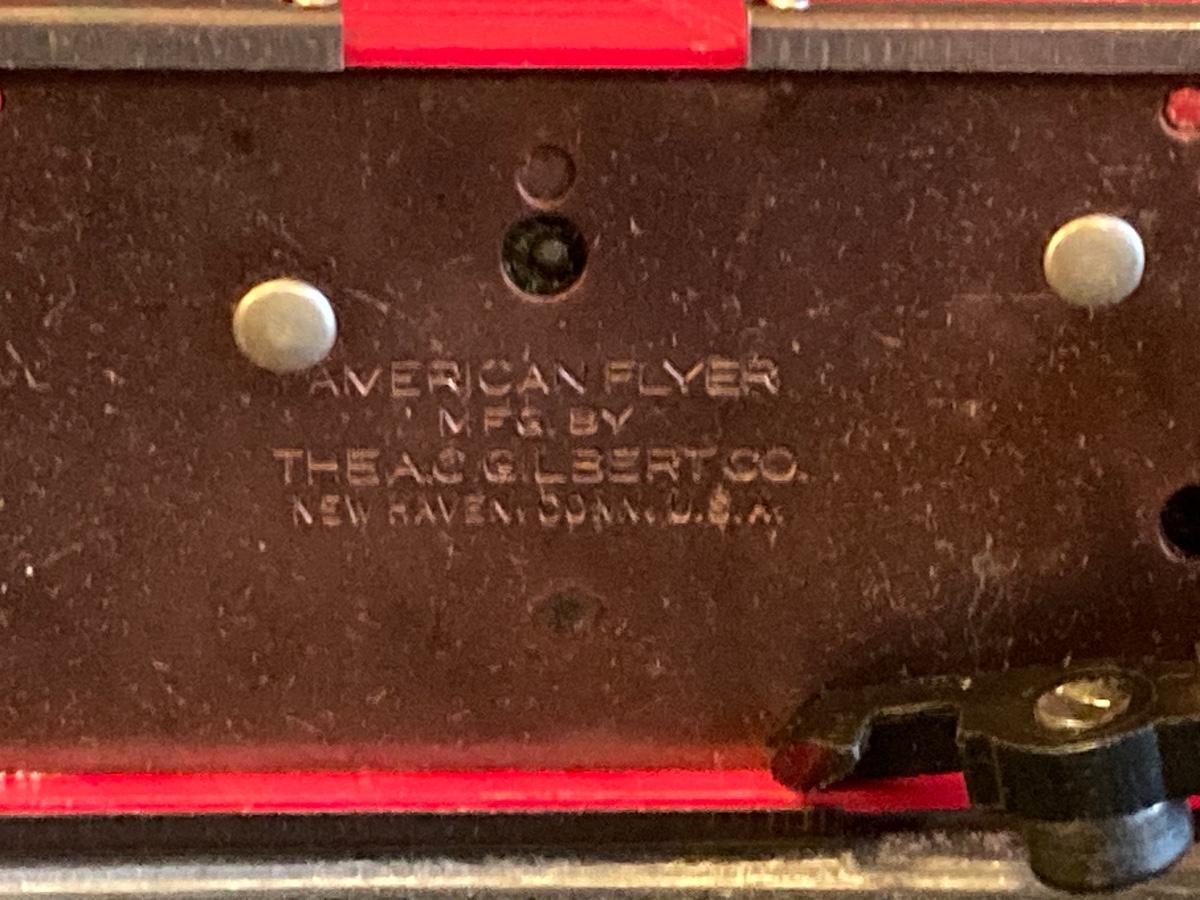 AMERICAN FLYER
MFG. BY
THE A.C. GILBERT CO.
NEW HAVEN, CONN. U.S.A.